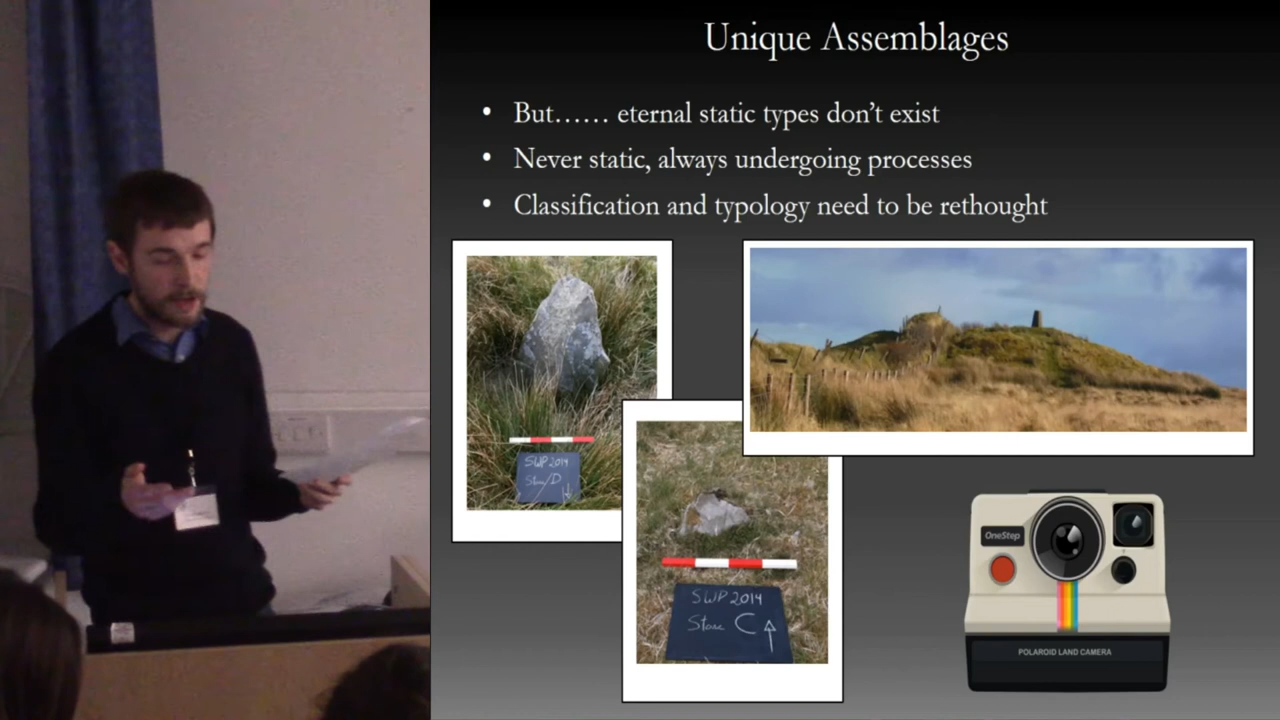 Unique Assemblages
• But…… eternal static types don’t exist
• Never static, always undergoing processes
• Classification and typology need to be rethought
SWP 2014
Stone/D
SWP 2014
Stone C
OneStep
POLAROID LAND CAMERA